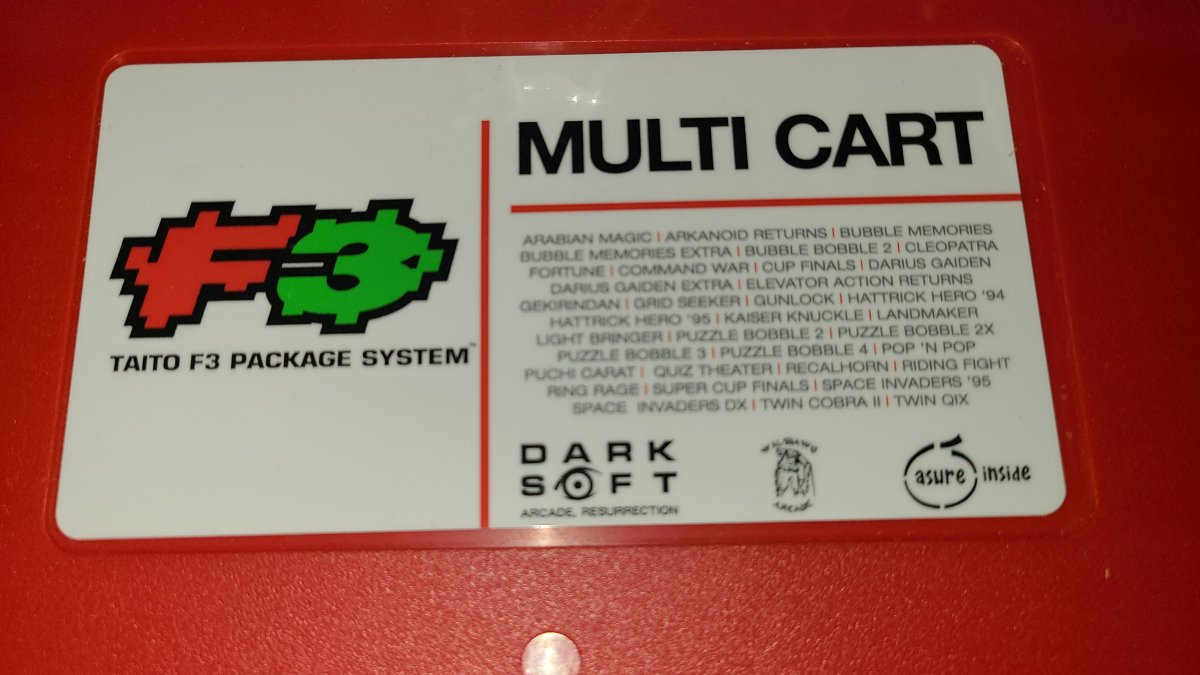 F3
TAITO F3 PACKAGE SYSTEM™
MULTI CART
ARABIAN MAGIC | ARKANOID RETURNS | BUBBLE MEMORIES
BUBBLE MEMORIES EXTRA | BUBBLE BOBBLE 2 | CLEOPATRA
FORTUNE | COMMAND WAR | CUP FINALS | DARIUS GAIDEN
DARIUS GAIDEN EXTRA | ELEVATOR ACTION RETURNS
GEKIRINDAN | GRID SEEKER | GUNLOCK | HATTRICK HERO '94
HATTRICK HERO '95 | KAISER KNUCKLE | LANDMAKER
LIGHT BRINGER | PUZZLE BOBBLE 2 | PUZZLE BOBBLE 2X
PUZZLE BOBBLE 3 | PUZZLE BOBBLE 4 | POP 'N POP
PUCHI CARAT | QUIZ THEATER | RECALHORN | RIDING FIGHT
RING RAGE | SUPER CUP FINALS | SPACE INVADERS '95
SPACE INVADERS DX | TWIN COBRA II | TWIN QIX
DARK
SOFT
ARCADE, RESURRECTION
ARCADE
asure inside